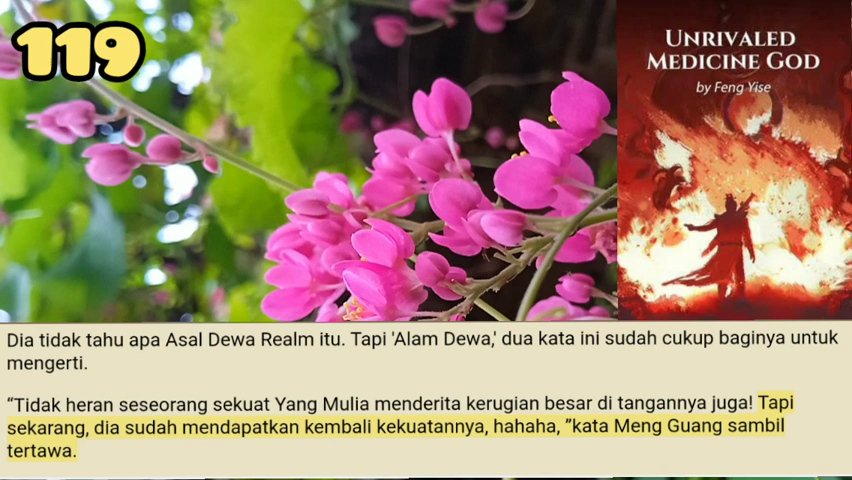 119
UNRIVALED
MEDICINE GOD
by Feng Yise
Dia tidak tahu apa Asal Dewa Realm itu. Tapi 'Alam Dewa,' dua kata ini sudah cukup baginya untuk
mengerti.
“Tidak heran seseorang sekuat Yang Mulia menderita kerugian besar di tangannya juga! Tapi
sekarang, dia sudah mendapatkan kembali kekuatannya, hahaha, ”kata Meng Guang sambil
tertawa.